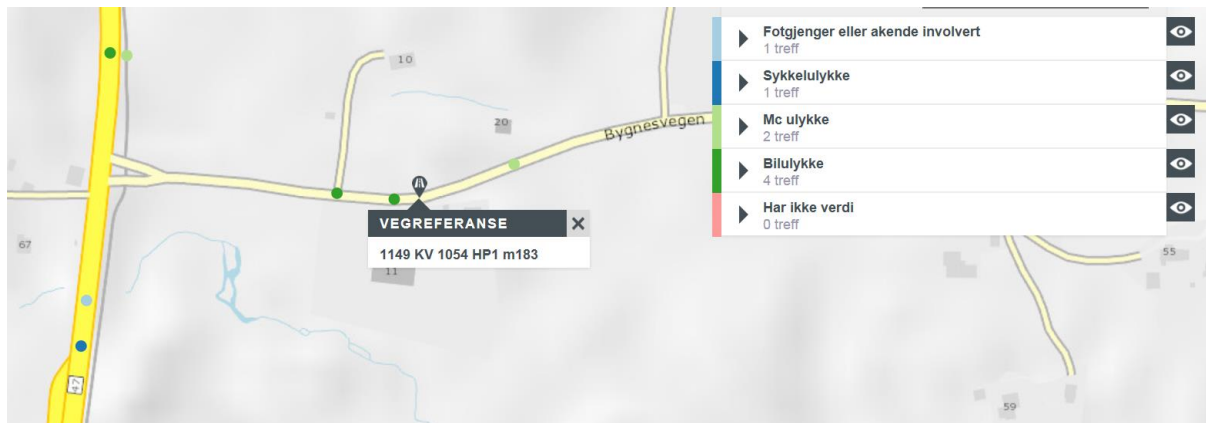 Fotgjenger eller akende involvert
1 treff
Sykkelulykke
1 treff
Mc ulykke
2 treff
Bilulykke
4 treff
Har ikke verdi
0 treff
10
20
Bygnesvegen
VEGREFERANSE
1149 KV 1054 HP1 m183
11
67
55
47
59